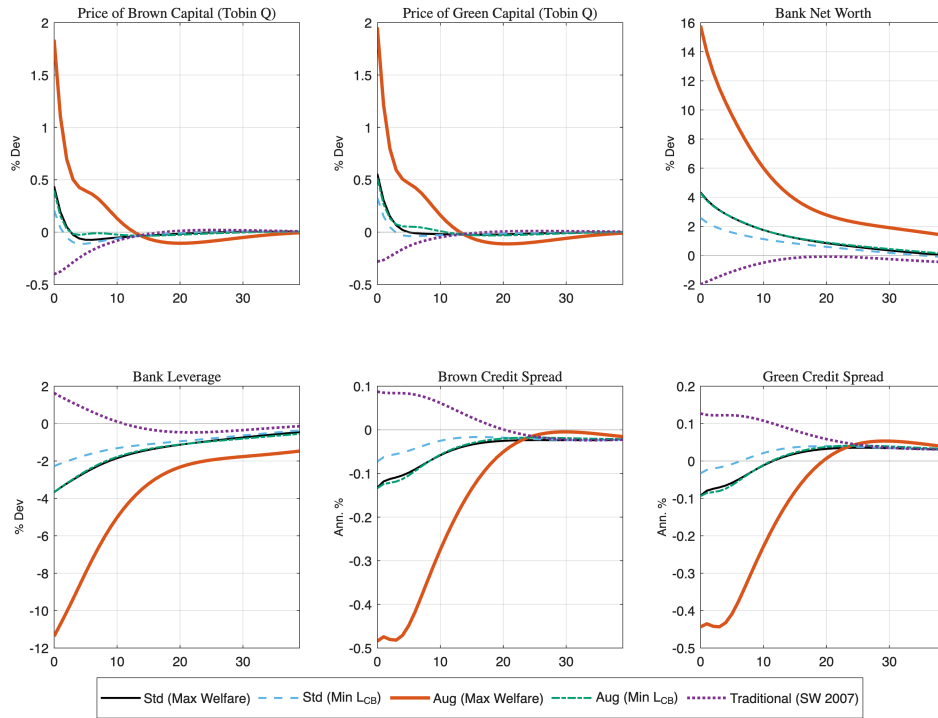 Price of Brown Capital (Tobin Q)
Price of Green Capital (Tobin Q)
Bank Net Worth
% Dev
2
1.5
1
0.5
0
-0.5
0 10 20 30
% Dev
2
1.5
1
0.5
0
-0.5
0 10 20 30
% Dev
16
14
12
10
8
6
4
2
0
-2
0 10 20 30
Bank Leverage
Brown Credit Spread
Green Credit Spread
% Dev
2
0
-2
-4
-6
-8
-10
-12
0 10 20 30
Ann. %
0.1
0
-0.1
-0.2
-0.3
-0.4
-0.5
0 10 20 30
Ann. %
0.2
0.1
0
-0.1
-0.2
-0.3
-0.4
-0.5
0 10 20 30
Std (Max Welfare) Std (Min L_CB) Aug (Max Welfare) Aug (Min L_CB) Traditional (SW 2007)